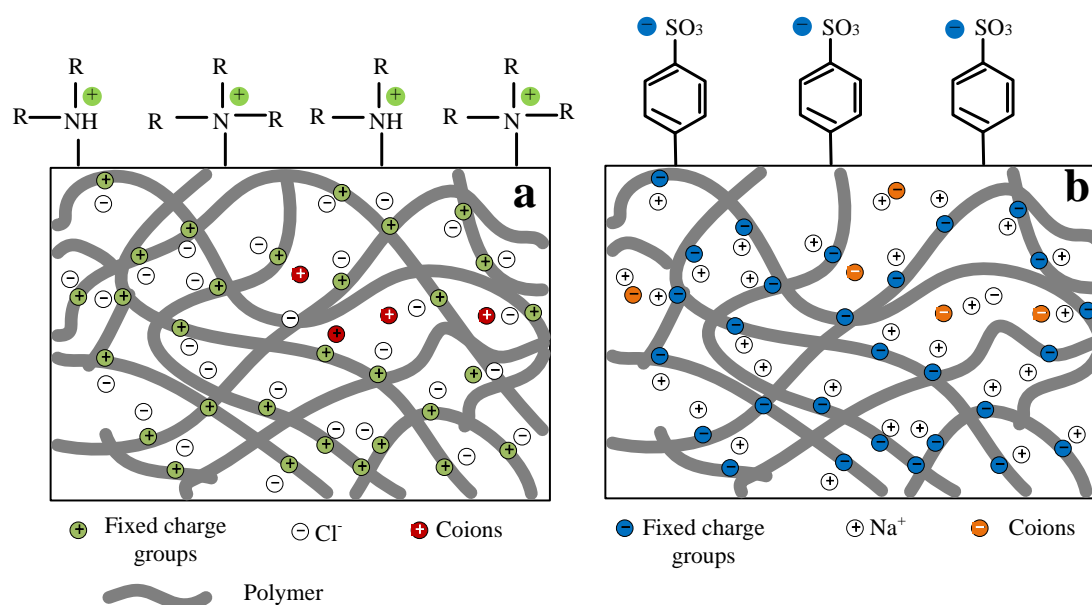 R R
R NH R N R R NH R N R
SO₃ SO₃ SO₃
a
b
Fixed charge groups
Cl⁻
Coions
Polymer
Fixed charge groups
Na⁺
Coions